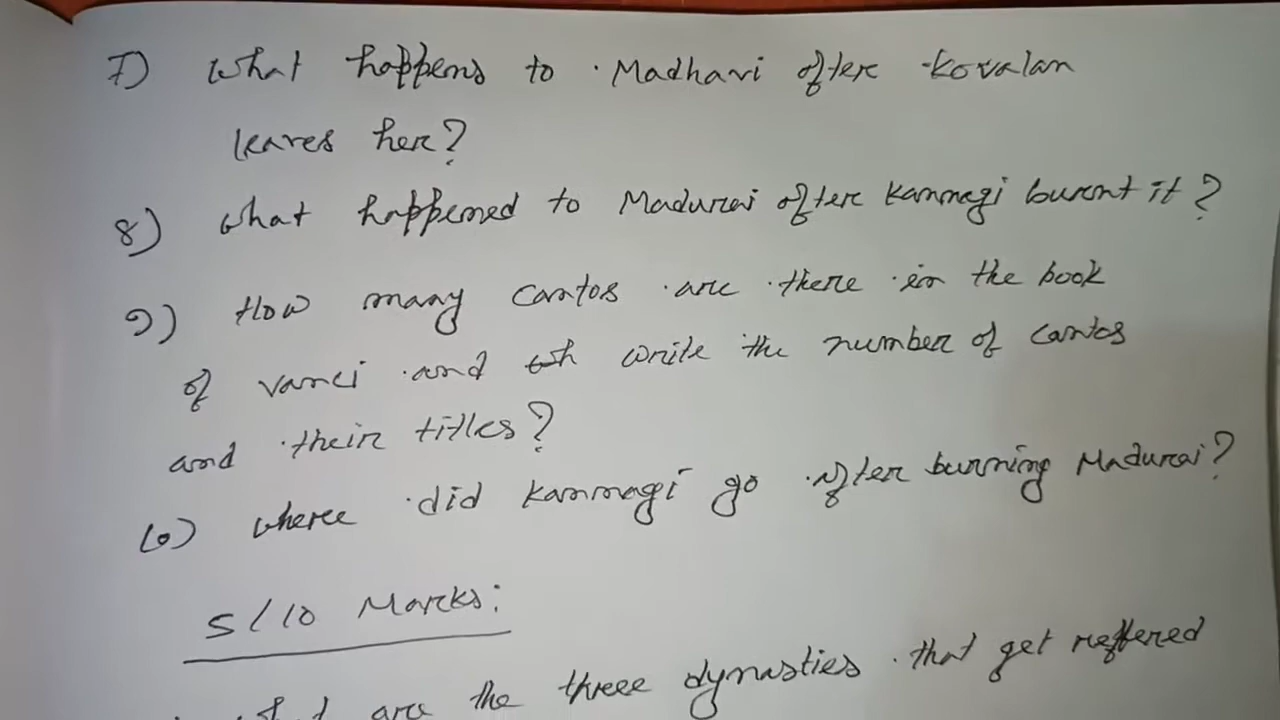 7) What happens to Madhavi after Kovalan
leaves her?
8) What happened to Madurai after Kannagi burnt it?
9) How many cantos are there in the book
of vanci and write the number of cantos
and their titles?
10) where did Kannagi go after burning Madurai?
5/10 Marks:
What are the three dynasties that get reffered